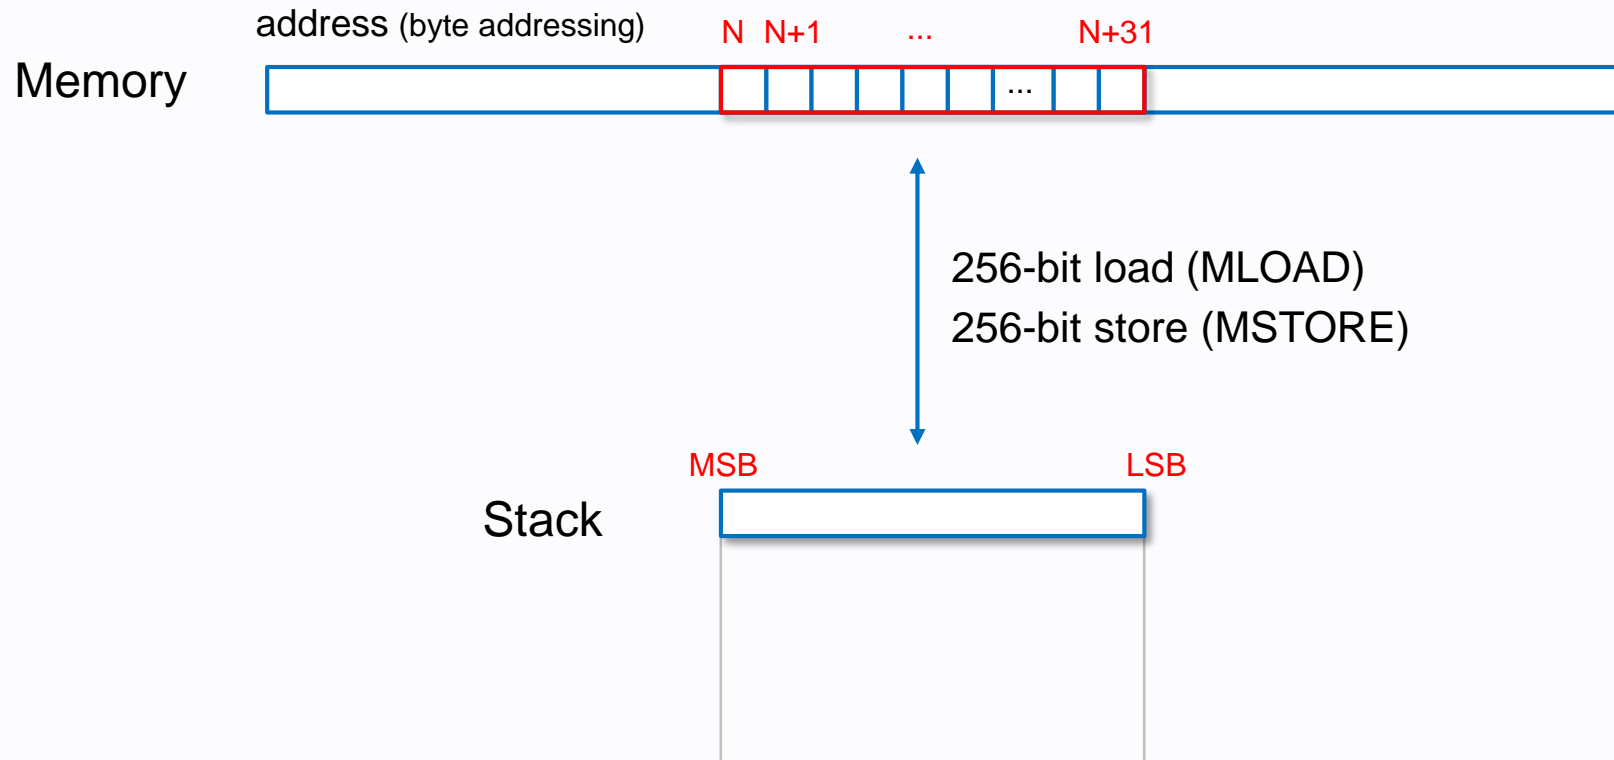 address (byte addressing)
N N+1 ... N+31
Memory
...
256-bit load (MLOAD)
256-bit store (MSTORE)
MSB LSB
Stack